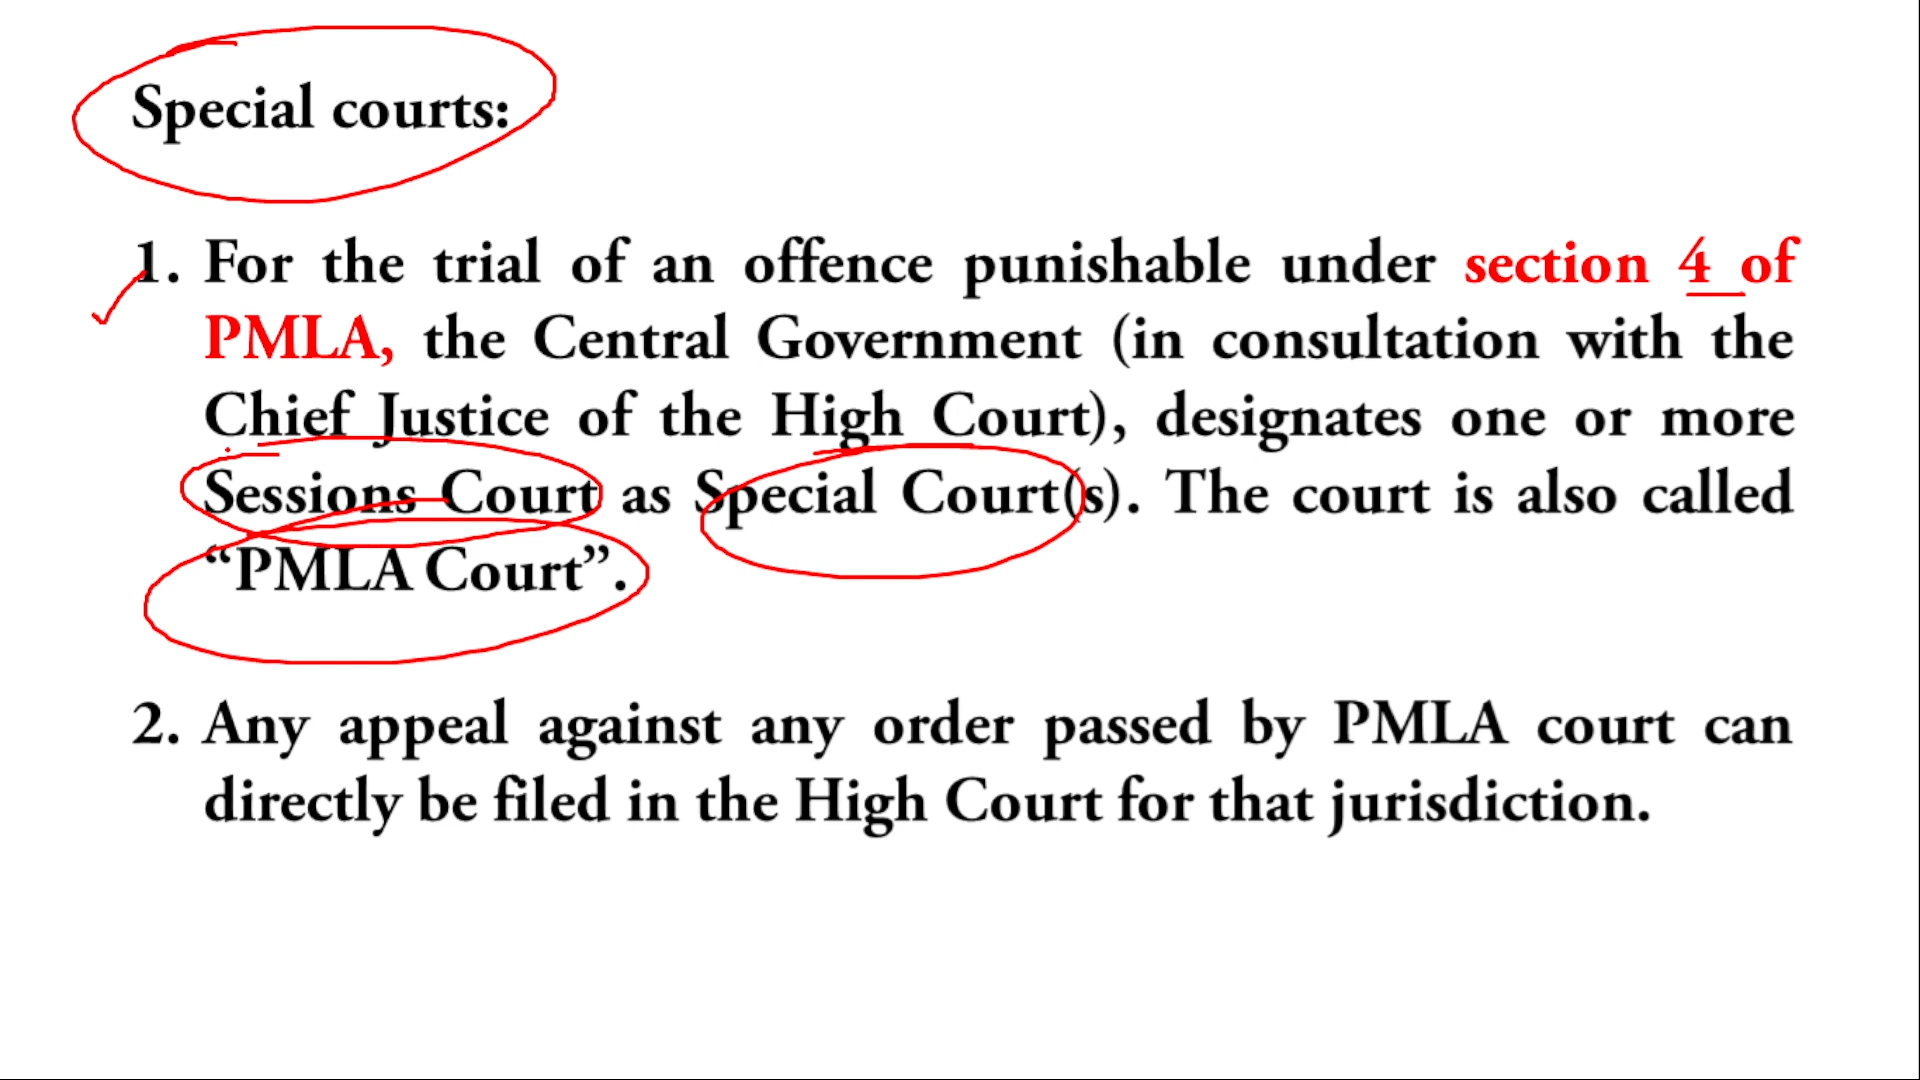 Special courts:
1. For the trial of an offence punishable under section 4 of
PMLA, the Central Government (in consultation with the
Chief Justice of the High Court), designates one or more
Sessions Court as Special Court(s). The court is also called
“PMLA Court”.
2. Any appeal against any order passed by PMLA court can
directly be filed in the High Court for that jurisdiction.